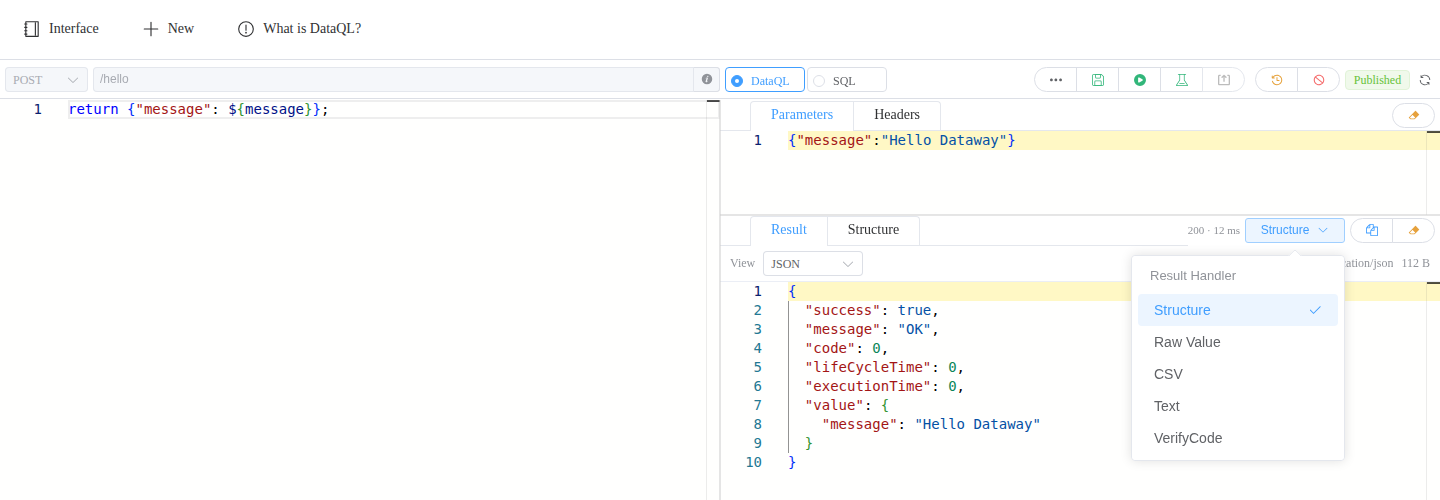 Interface New What is DataQL?
POST /hello DataQL SQL Published
1 return {"message": ${message}};
Parameters Headers
1 {"message":"Hello Dataway"}
Result Structure 200 · 12 ms Structure
View JSON ation/json 112 B
Result Handler
Structure
Raw Value
CSV
Text
VerifyCode
1 {
2 "success": true,
3 "message": "OK",
4 "code": 0,
5 "lifeCycleTime": 0,
6 "executionTime": 0,
7 "value": {
8 "message": "Hello Dataway"
9 }
10 }